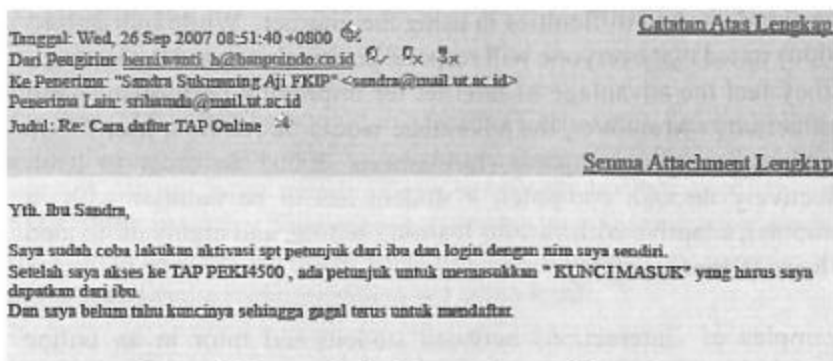 Catatan Atas Lengkap
Tanggal: Wed, 26 Sep 2007 08:51:40 +0800
Dari Pengirim: herniwanti_h@banpuindo.co.id
Ke Penerima: "Sandra Sukmaning Aji FKIP" <sandra@mail.ut.ac.id>
Penerima Lain: srihamda@mail.ut.ac.id
Judul: Re: Cara daftar TAP Online
Semua Attachment Lengkap
Yth. Ibu Sandra,
Saya sudah coba lakukan aktivasi spt petunjuk dari ibu dan login dengan nim saya sendiri.
Setelah saya akses ke TAP PEKI4500 , ada petunjuk untuk memasukkan " KUNCI MASUK" yang harus saya
dapatkan dari ibu.
Dan saya belum tahu kuncinya sehingga gagal terus untuk mendaftar.